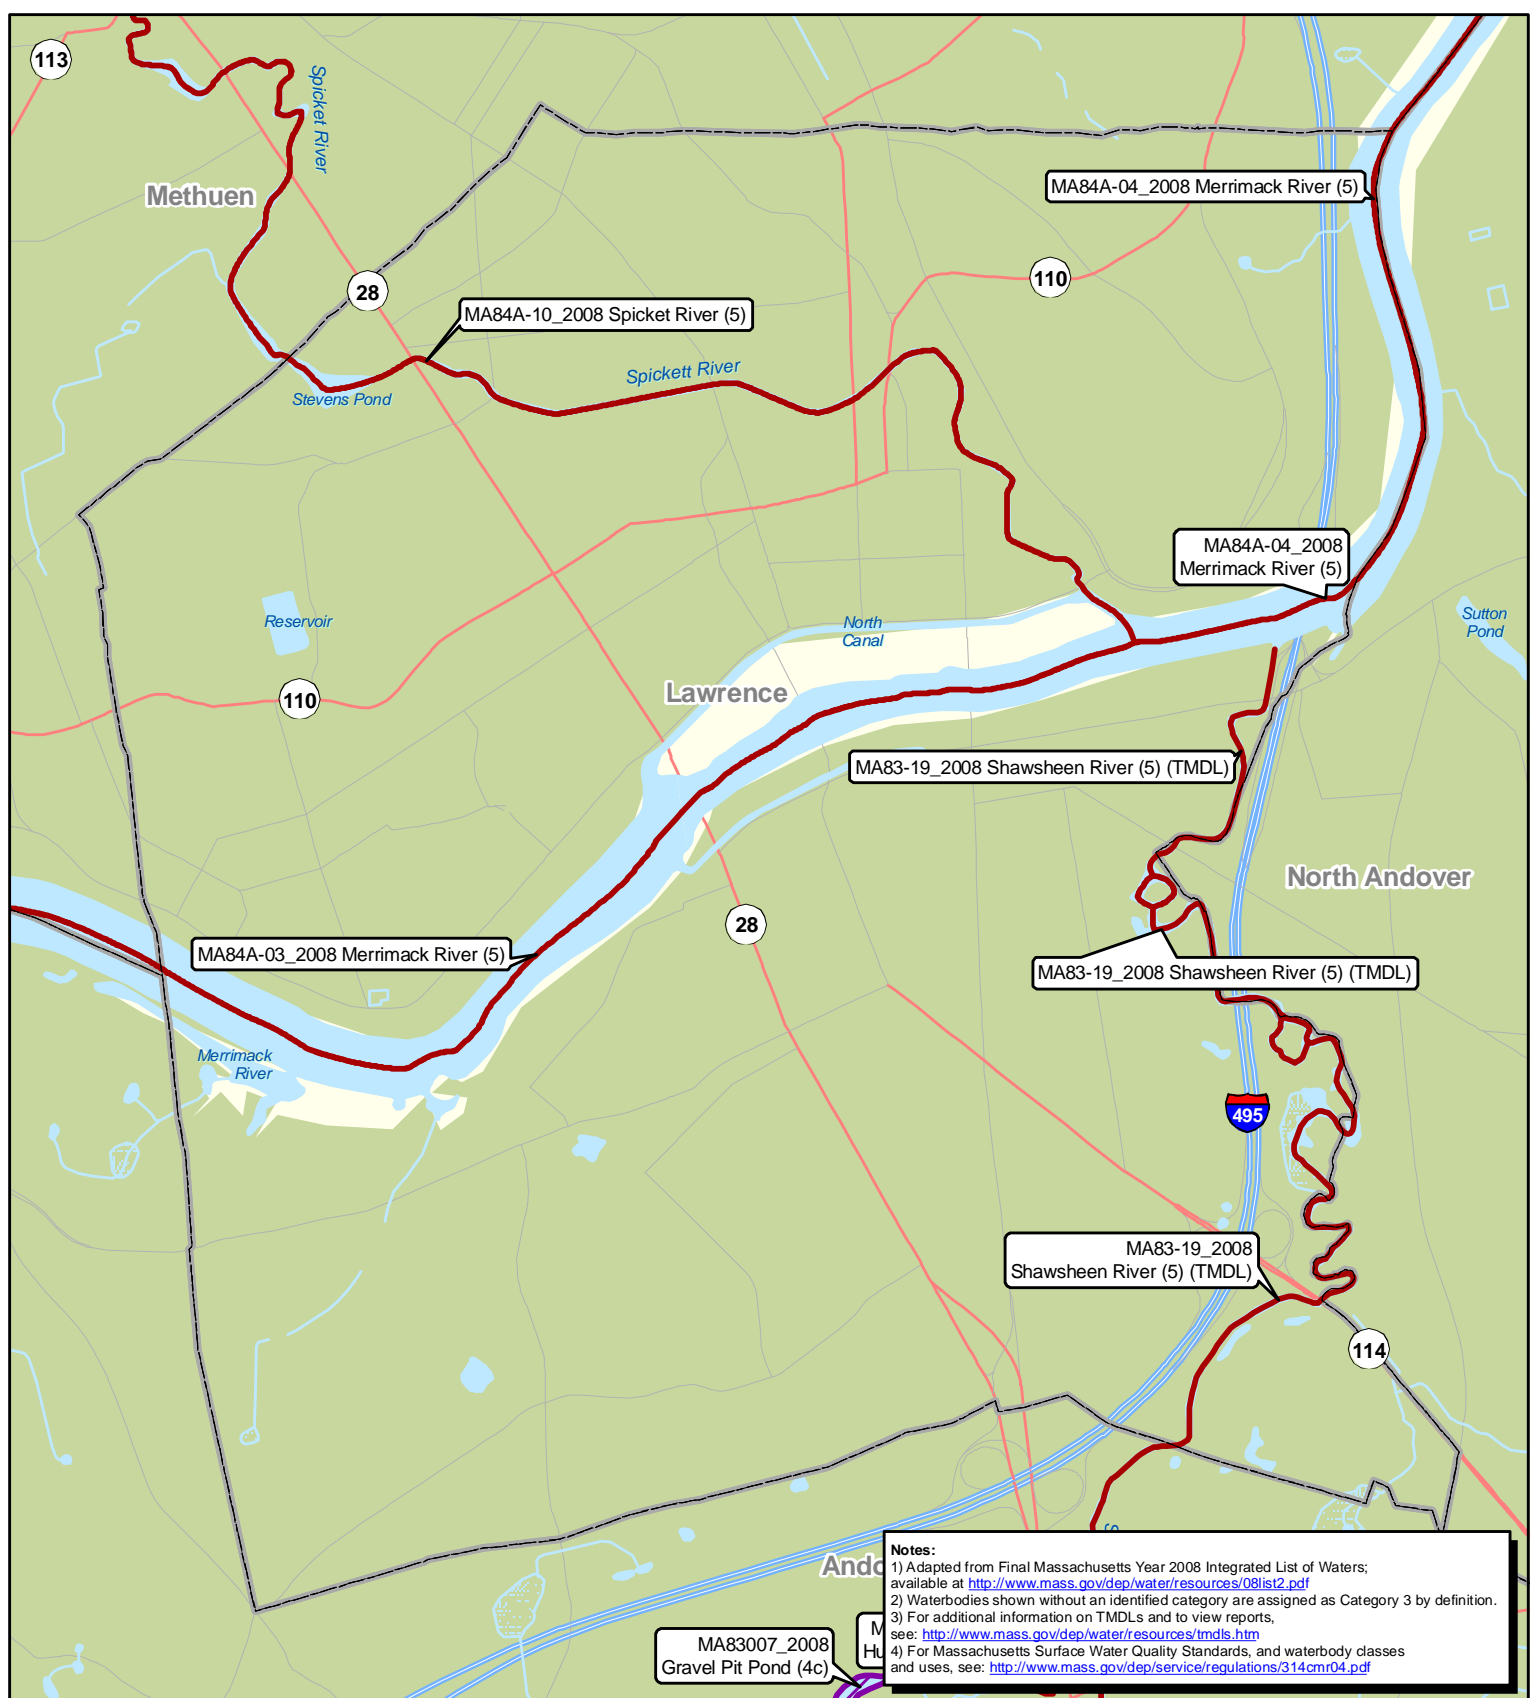 113
Spicket River
Methuen
MA84A-04_2008 Merrimack River (5)
28
110
MA84A-10_2008 Spicket River (5)
Spickett River
Stevens Pond
MA84A-04_2008
Merrimack River (5)
Reservoir
North
Canal
Sutton
Pond
110
Lawrence
MA83-19_2008 Shawsheen River (5) (TMDL)
North Andover
28
MA84A-03_2008 Merrimack River (5)
MA83-19_2008 Shawsheen River (5) (TMDL)
Merrimack
River
495
MA83-19_2008
Shawsheen River (5) (TMDL)
114
S
Ando
Notes:
1) Adapted from Final Massachusetts Year 2008 Integrated List of Waters;
available at http://www.mass.gov/dep/water/resources/08list2.pdf
2) Waterbodies shown without an identified category are assigned as Category 3 by definition.
3) For additional information on TMDLs and to view reports,
see: http://www.mass.gov/dep/water/resources/tmdls.htm
4) For Massachusetts Surface Water Quality Standards, and waterbody classes
and uses, see: http://www.mass.gov/dep/service/regulations/314cmr04.pdf
M
Hu
MA83007_2008
Gravel Pit Pond (4c)